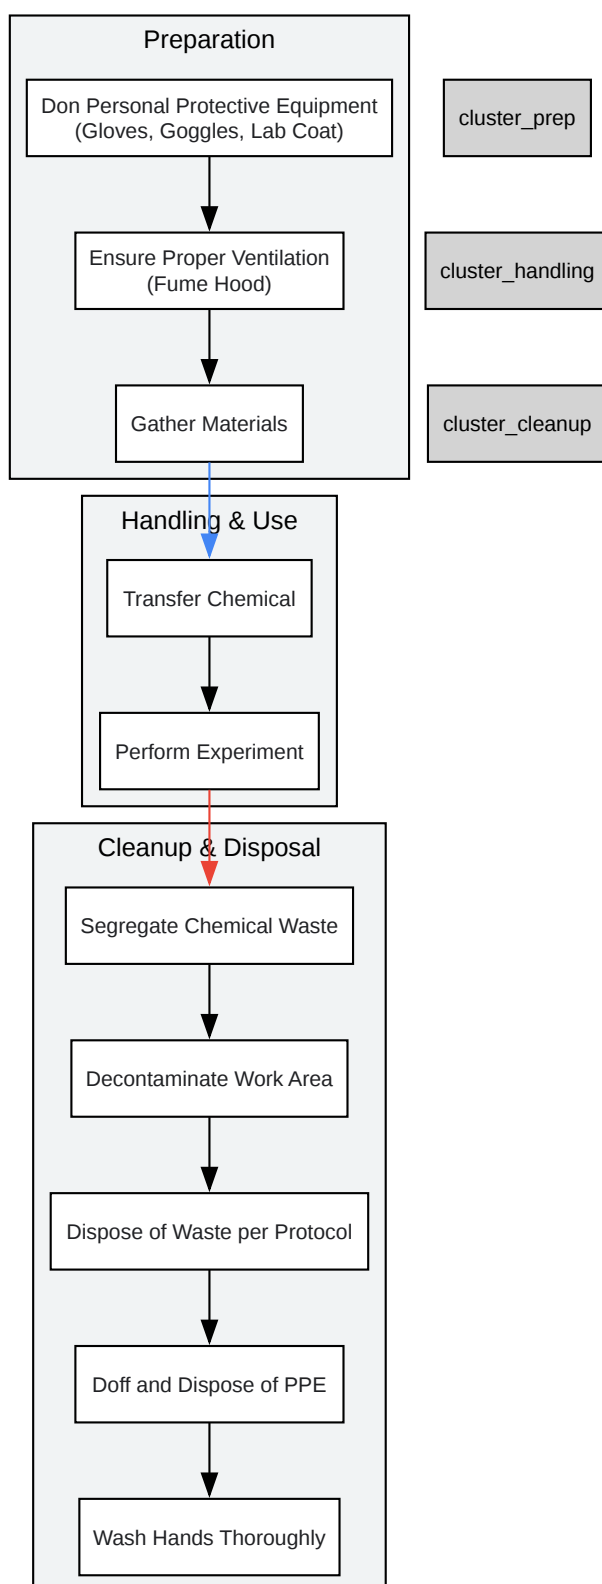 Preparation
Don Personal Protective Equipment
(Gloves, Goggles, Lab Coat)
cluster_prep
Ensure Proper Ventilation
(Fume Hood)
cluster_handling
Gather Materials
cluster_cleanup
Handling & Use
Transfer Chemical
Perform Experiment
Cleanup & Disposal
Segregate Chemical Waste
Decontaminate Work Area
Dispose of Waste per Protocol
Doff and Dispose of PPE
Wash Hands Thoroughly